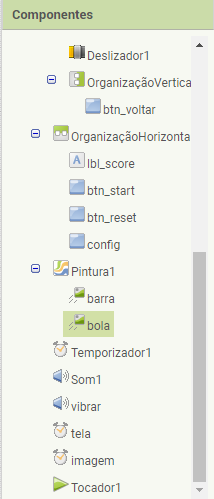 Componentes
Deslizador1
OrganizaçãoVertica
btn_voltar
OrganizaçãoHorizonta
lbl_score
btn_start
btn_reset
config
Pintura1
barra
bola
Temporizador1
Som1
vibrar
tela
imagem
Tocador1